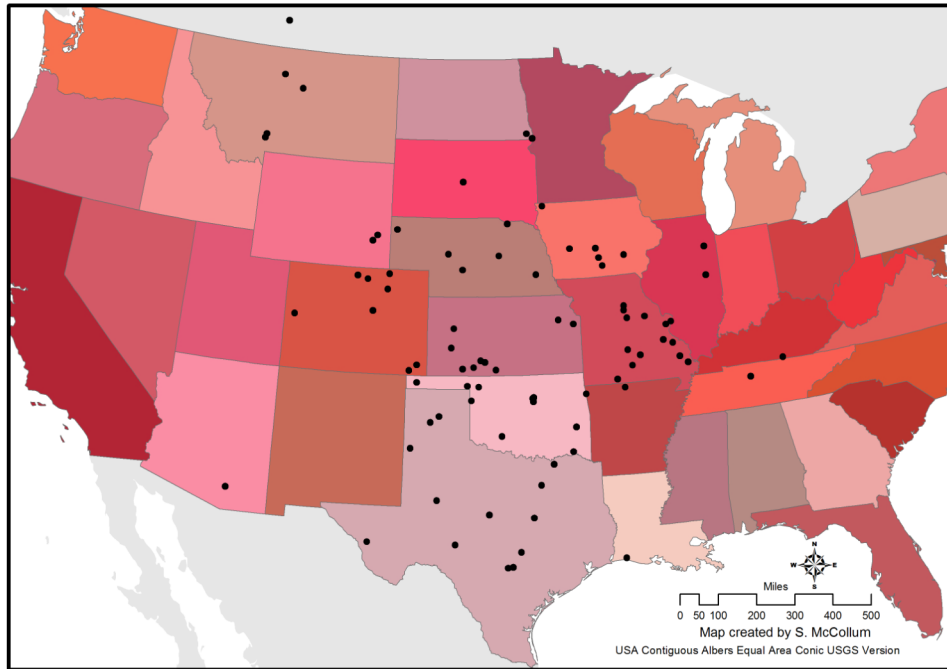 N
W E
S
Miles
0 50 100 200 300 400 500
Map created by S. McCollum
USA Contiguous Albers Equal Area Conic USGS Version